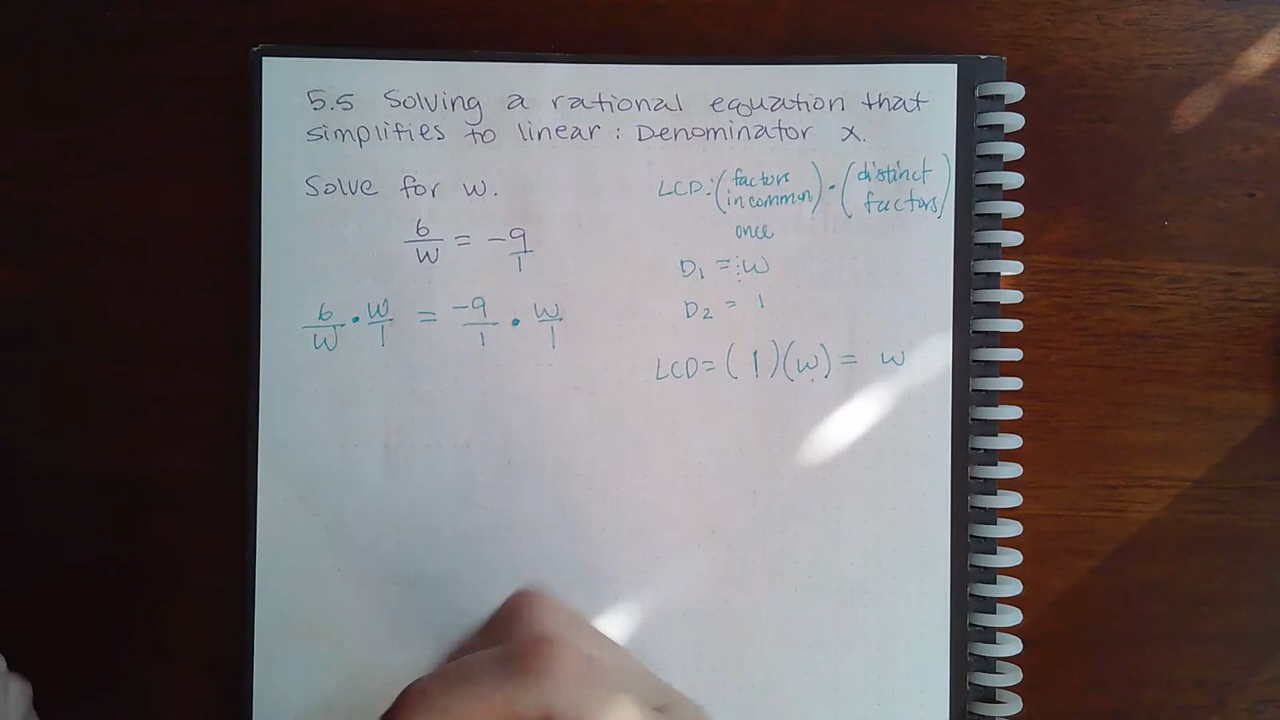 5.5 Solving a rational equation that
simplifies to linear: Denominator x.
Solve for w.
6/w = -9/1
6/w • w/1 = -9/1 • w/1
LCD: (factors in common) • (distinct factors)
once
D1 = w
D2 = 1
LCD = (1)(w) = w